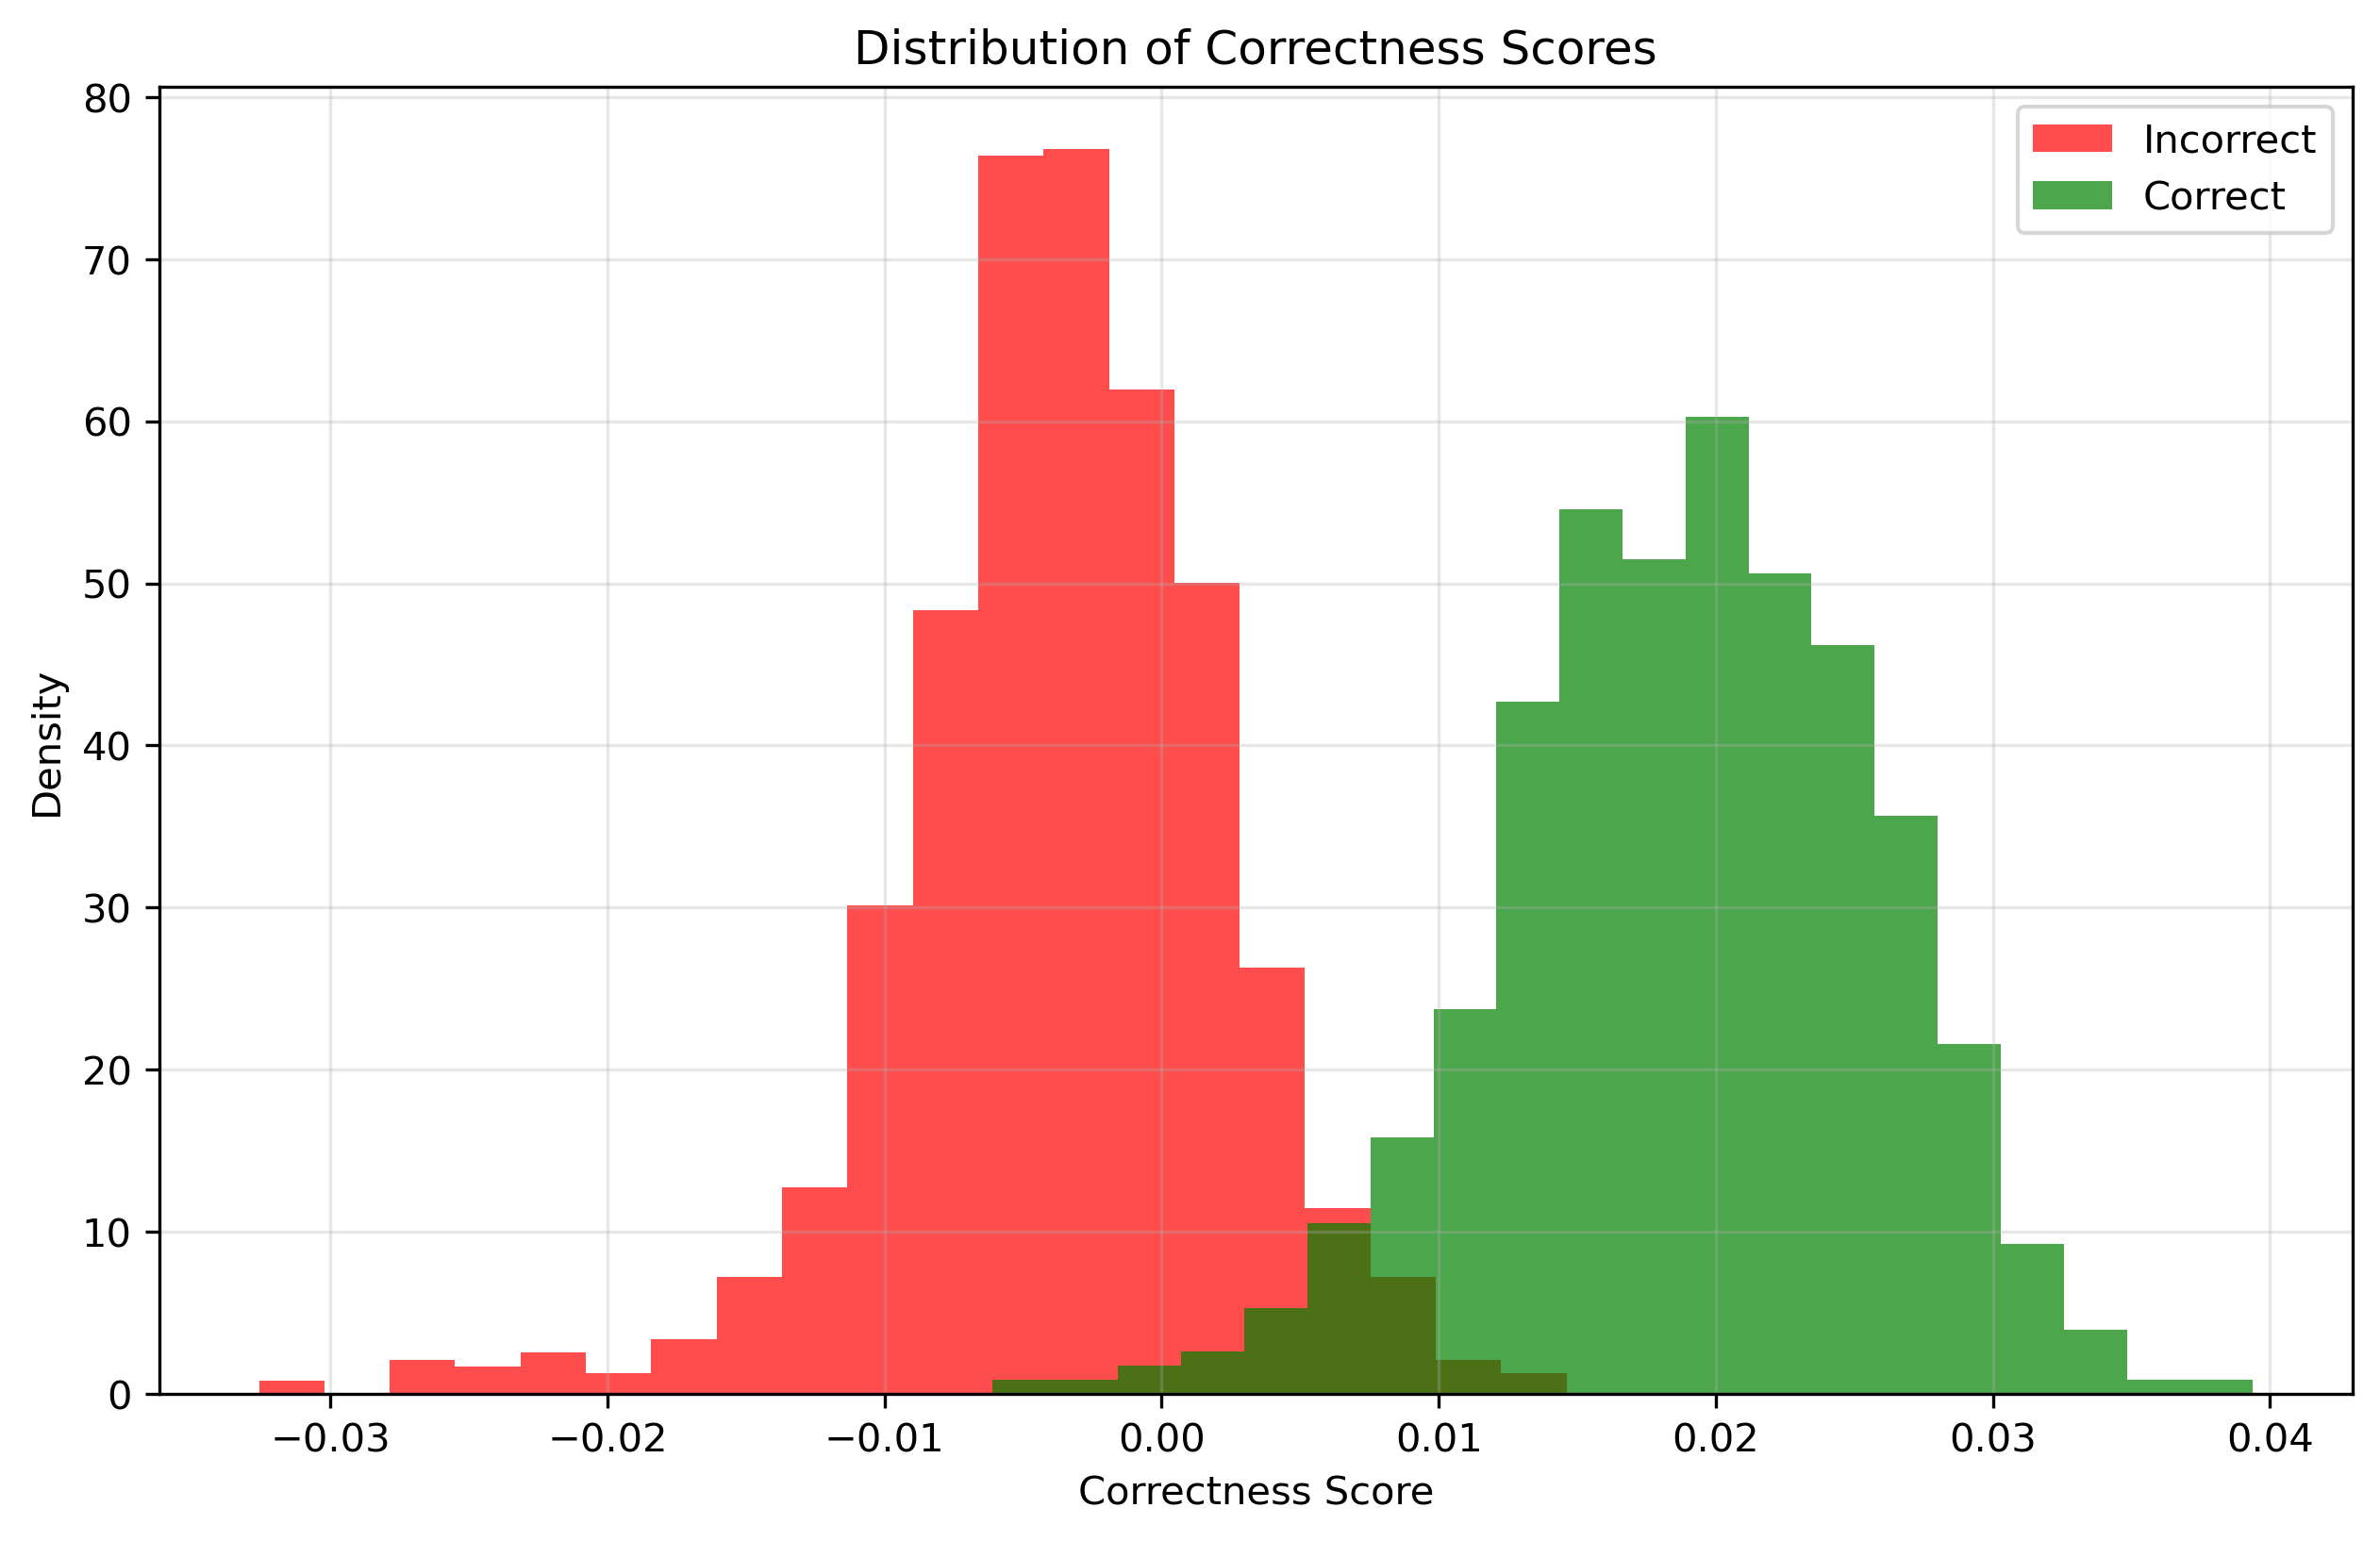 Distribution of Correctness Scores
Incorrect
Correct
Density
80
70
60
50
40
30
20
10
0
−0.03 −0.02 −0.01 0.00 0.01 0.02 0.03 0.04
Correctness Score